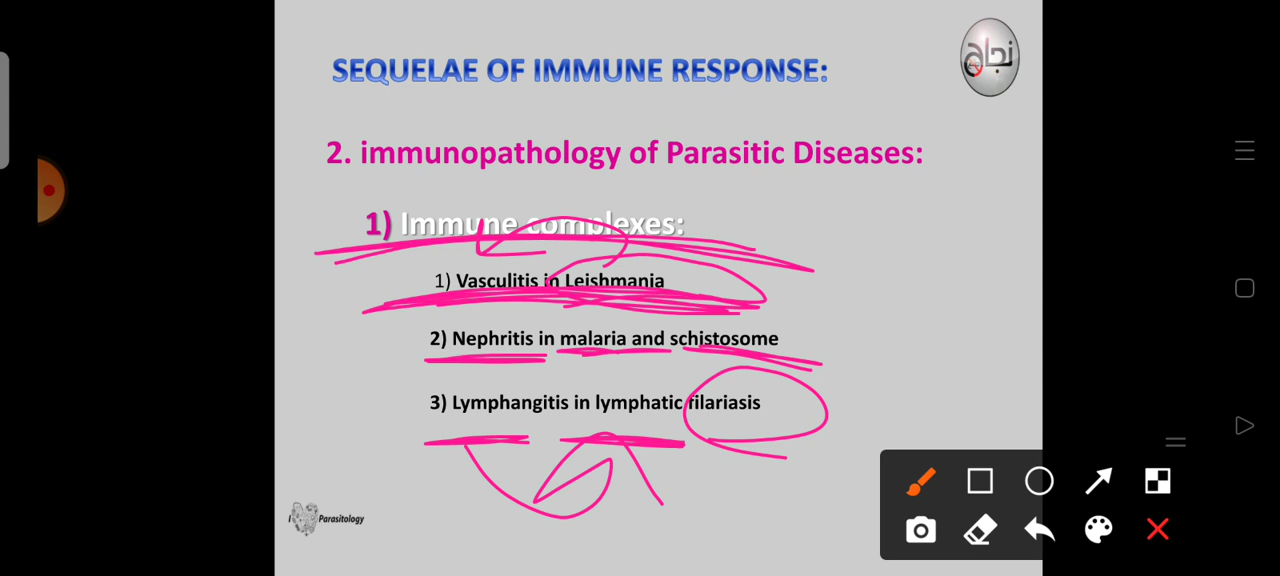 SEQUELAE OF IMMUNE RESPONSE:
نجاح
2. immunopathology of Parasitic Diseases:
1) Immune complexes:
1) Vasculitis in Leishmania
2) Nephritis in malaria and schistosome
3) Lymphangitis in lymphatic filariasis
I Parasitology